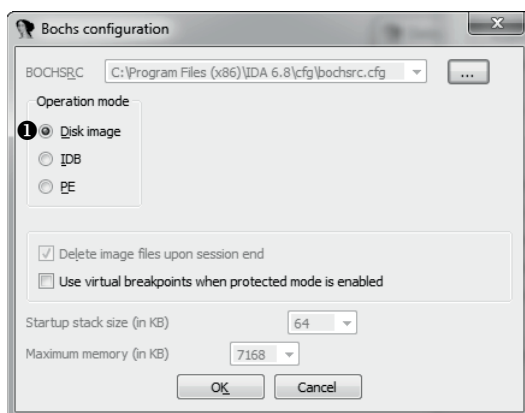 Bochs configuration
x
BOCHSRC C:\Program Files (x86)\IDA 6.8\cfg\bochsrc.cfg ...
Operation mode
❶ Disk image
IDB
PE
Delete image files upon session end
Use virtual breakpoints when protected mode is enabled
Startup stack size (in KB) 64
Maximum memory (in KB) 7168
OK Cancel